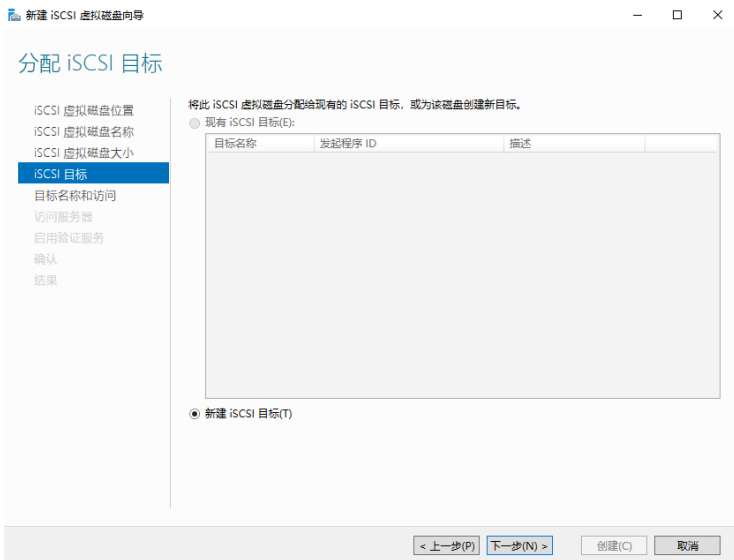 新建 iSCSI 虚拟磁盘向导
分配 iSCSI 目标
iSCSI 虚拟磁盘位置
iSCSI 虚拟磁盘名称
iSCSI 虚拟磁盘大小
iSCSI 目标
目标名称和访问
访问服务器
启用验证服务
确认
结果
将此 iSCSI 虚拟磁盘分配给现有的 iSCSI 目标，或为该磁盘创建新目标。
现有 iSCSI 目标(E):
目标名称 发起程序 ID 描述
新建 iSCSI 目标(T)
< 上一步(P) 下一步(N) > 创建(C) 取消